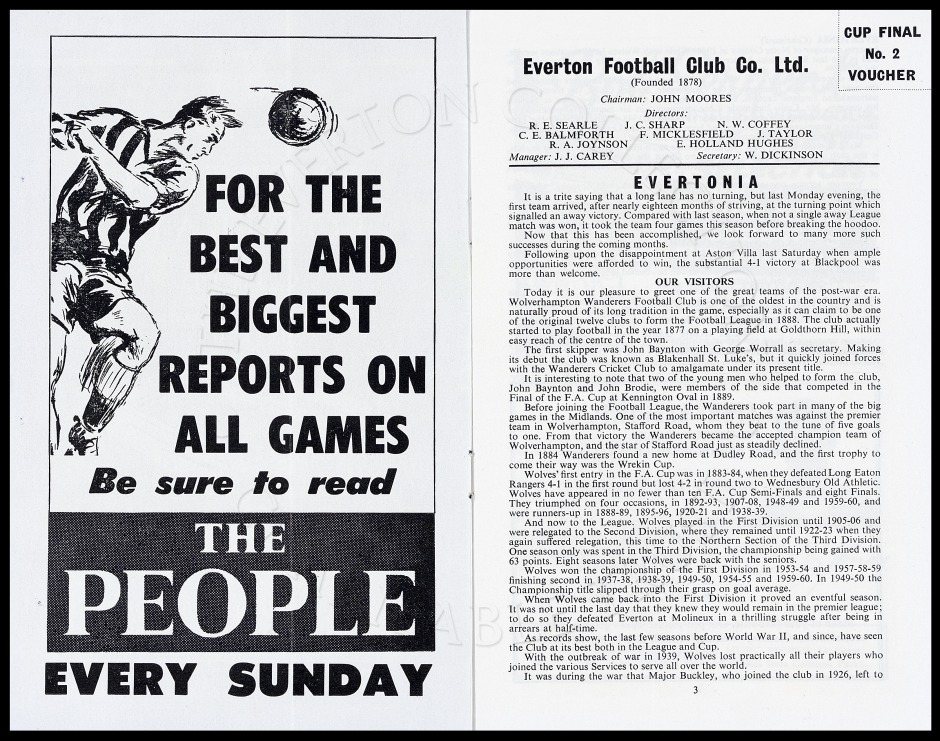 FOR THE
BEST AND
BIGGEST
REPORTS ON
ALL GAMES
Be sure to read
THE
PEOPLE
EVERY SUNDAY
CUP FINAL
No. 2
VOUCHER
Everton Football Club Co. Ltd.
(Founded 1878)
Chairman: JOHN MOORES
Directors:
R. E. SEARLE J. C. SHARP N. W. COFFEY
C. E. BALMFORTH F. MICKLESFIELD J. TAYLOR
R. A. JOYNSON E. HOLLAND HUGHES
Manager: J. J. CAREY Secretary: W. DICKINSON
EVERTONIA
It is a trite saying that a long lane has no turning, but last Monday evening, the
first team arrived, after nearly eighteen months of striving, at the turning point which
signalled an away victory. Compared with last season, when not a single away League
match was won, it took the team four games this season before breaking the hoodoo.
Now that this has been accomplished, we look forward to many more such
successes during the coming months.
Following upon the disappointment at Aston Villa last Saturday when ample
opportunities were afforded to win, the substantial 4-1 victory at Blackpool was
more than welcome.
OUR VISITORS
Today it is our pleasure to greet one of the great teams of the post-war era.
Wolverhampton Wanderers Football Club is one of the oldest in the country and is
naturally proud of its long tradition in the game, especially as it can claim to be one
of the original twelve clubs to form the Football League in 1888. The club actually
started to play football in the year 1877 on a playing field at Goldthorn Hill, within
easy reach of the centre of the town.
The first skipper was John Baynton with George Worrall as secretary. Making
its debut the club was known as Blakenhall St. Luke's, but it quickly joined forces
with the Wanderers Cricket Club to amalgamate under its present title.
It is interesting to note that two of the young men who helped to form the club,
John Baynton and John Brodie, were members of the side that competed in the
Final of the F.A. Cup at Kennington Oval in 1889.
Before joining the Football League, the Wanderers took part in many of the big
games in the Midlands. One of the most important matches was against the premier
team in Wolverhampton, Stafford Road, whom they beat to the tune of five goals
to one. From that victory the Wanderers became the accepted champion team of
Wolverhampton, and the star of Stafford Road just as steadily declined.
In 1884 Wanderers found a new home at Dudley Road, and the first trophy to
come their way was the Wrekin Cup.
Wolves' first entry in the F.A. Cup was in 1883-84, when they defeated Long Eaton
Rangers 4-1 in the first round but lost 4-2 in round two to Wednesbury Old Athletic.
Wolves have appeared in no fewer than ten F.A. Cup Semi-Finals and eight Finals.
They triumphed on four occasions, in 1892-93, 1907-08, 1948-49 and 1959-60, and
were runners-up in 1888-89, 1895-96, 1920-21 and 1938-39.
And now to the League. Wolves played in the First Division until 1905-06 and
were relegated to the Second Division, where they remained until 1922-23 when they
again suffered relegation, this time to the Northern Section of the Third Division.
One season only was spent in the Third Division, the championship being gained with
63 points. Eight seasons later Wolves were back with the seniors.
Wolves won the championship of the First Division in 1953-54 and 1957-58-59
finishing second in 1937-38, 1938-39, 1949-50, 1954-55 and 1959-60. In 1949-50 the
Championship title slipped through their grasp on goal average.
When Wolves came back into the First Division it proved an eventful season.
It was not until the last day that they knew they would remain in the premier league;
to do so they defeated Everton at Molineux in a thrilling struggle after being in
arrears at half-time.
As records show, the last few seasons before World War II, and since, have seen
the Club at its best both in the League and Cup.
With the outbreak of war in 1939, Wolves lost practically all their players who
joined the various Services to serve all over the world.
It was during the war that Major Buckley, who joined the club in 1926, left to
3